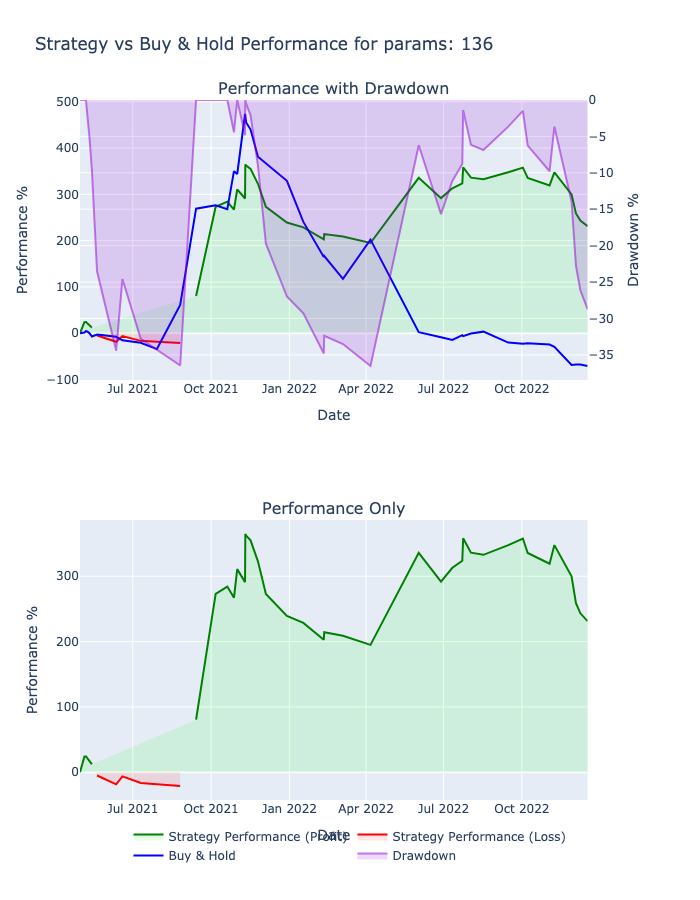 Strategy vs Buy & Hold Performance for params: 136
Performance with Drawdown
500
400
300
200
100
0
−100
Performance %
0
−5
−10
−15
−20
−25
−30
−35
Drawdown %
Jul 2021
Oct 2021
Jan 2022
Apr 2022
Jul 2022
Oct 2022
Date
Performance Only
300
200
100
0
Performance %
Jul 2021
Oct 2021
Jan 2022
Apr 2022
Jul 2022
Oct 2022
Date
Strategy Performance (Profit)
Strategy Performance (Loss)
Buy & Hold
Drawdown